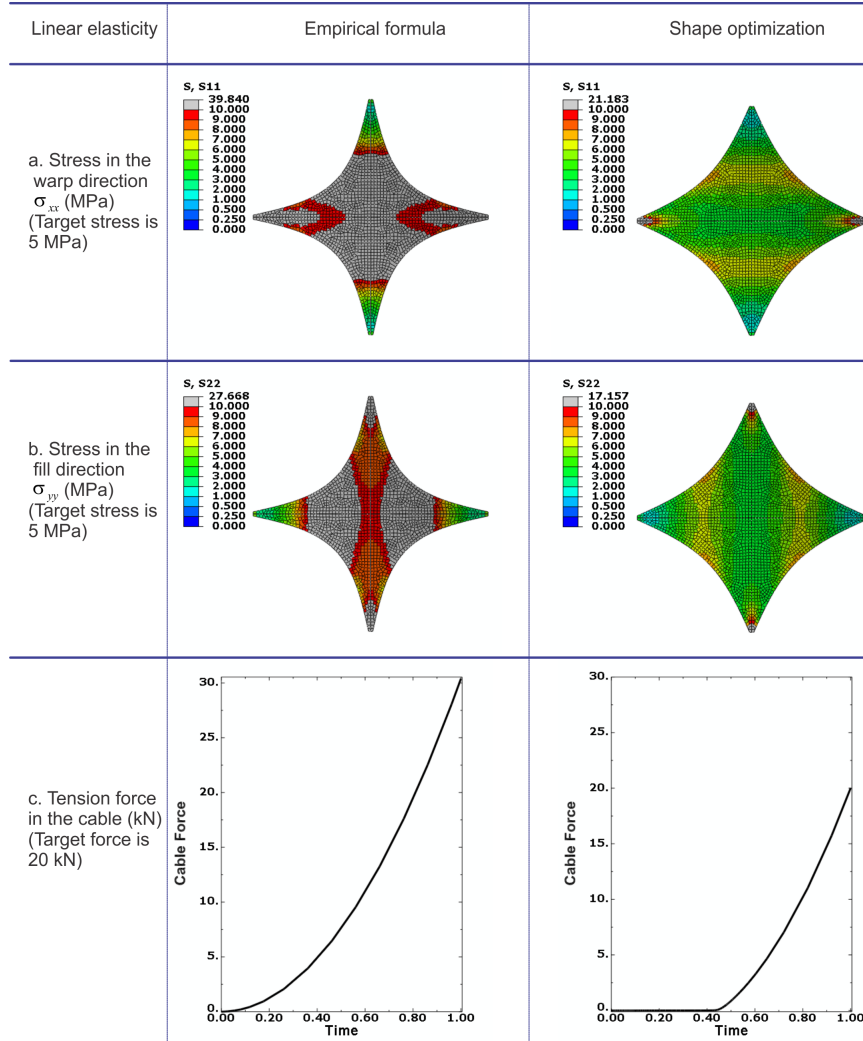 Linear elasticity
Empirical formula
Shape optimization
a. Stress in the
warp direction
σxx (MPa)
(Target stress is
5 MPa)
S, S11
39.840
10.000
9.000
8.000
7.000
6.000
5.000
4.000
3.000
2.000
1.000
0.500
0.250
0.000
S, S11
21.183
10.000
9.000
8.000
7.000
6.000
5.000
4.000
3.000
2.000
1.000
0.500
0.250
0.000
b. Stress in the
fill direction
σyy (MPa)
(Target stress is
5 MPa)
S, S22
27.668
10.000
9.000
8.000
7.000
6.000
5.000
4.000
3.000
2.000
1.000
0.500
0.250
0.000
S, S22
17.157
10.000
9.000
8.000
7.000
6.000
5.000
4.000
3.000
2.000
1.000
0.500
0.250
0.000
c. Tension force
in the cable (kN)
(Target force is
20 kN)
Cable Force
30.
25.
20.
15.
10.
5.
0.
0.00 0.20 0.40 0.60 0.80 1.00
Time
Cable Force
30.
25.
20.
15.
10.
5.
0.
0.00 0.20 0.40 0.60 0.80 1.00
Time